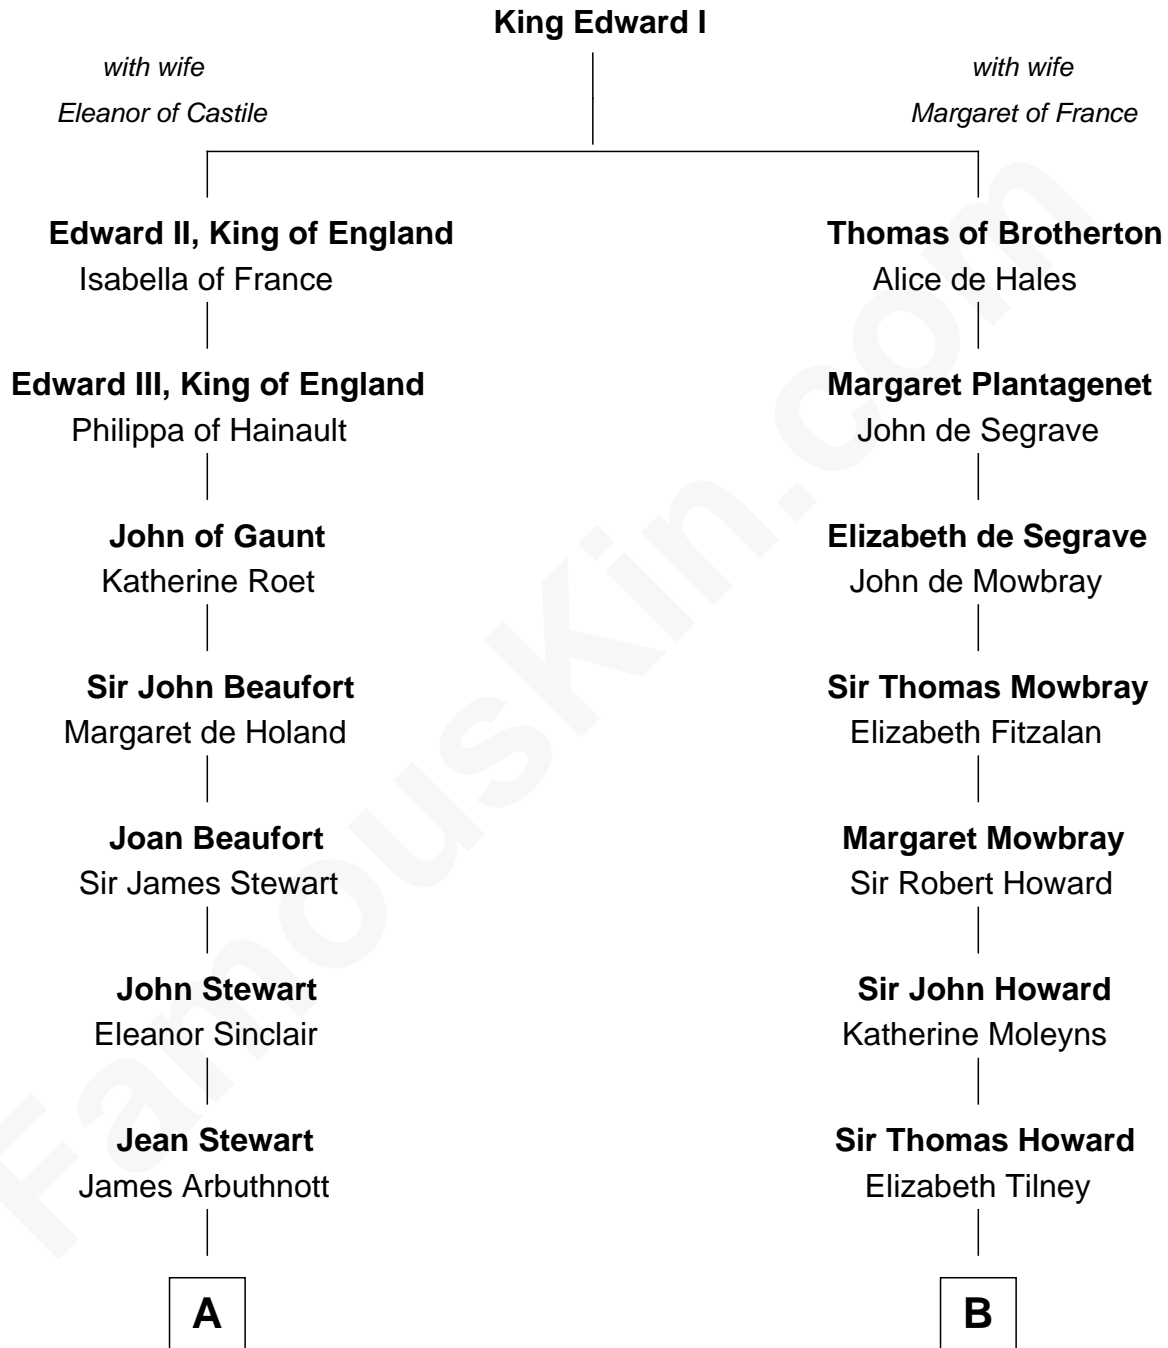 King Edward I
with wife
Eleanor of Castile
with wife
Margaret of France
Edward II, King of England
Isabella of France
Thomas of Brotherton
Alice de Hales
Edward III, King of England
Philippa of Hainault
Margaret Plantagenet
John de Segrave
John of Gaunt
Katherine Roet
Elizabeth de Segrave
John de Mowbray
Sir John Beaufort
Margaret de Holand
Sir Thomas Mowbray
Elizabeth Fitzalan
Joan Beaufort
Sir James Stewart
Margaret Mowbray
Sir Robert Howard
John Stewart
Eleanor Sinclair
Sir John Howard
Katherine Moleyns
Jean Stewart
James Arbuthnott
Sir Thomas Howard
Elizabeth Tilney
A
B
FamousKin.com